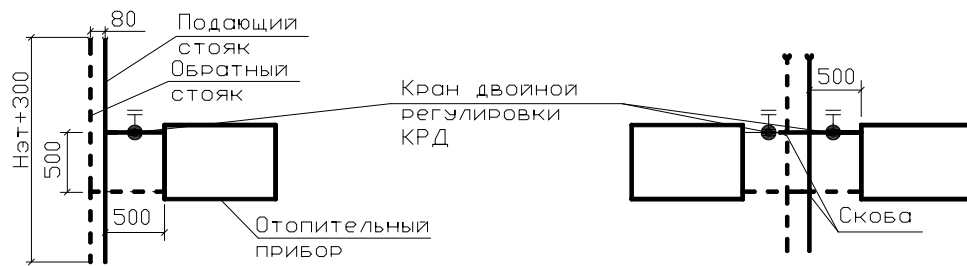 80
Подающий
стояк
Обратный
стояк
Нэт+300
500
500
Кран двойной
регулировки
КРД
Отопительный
прибор
500
Скоба